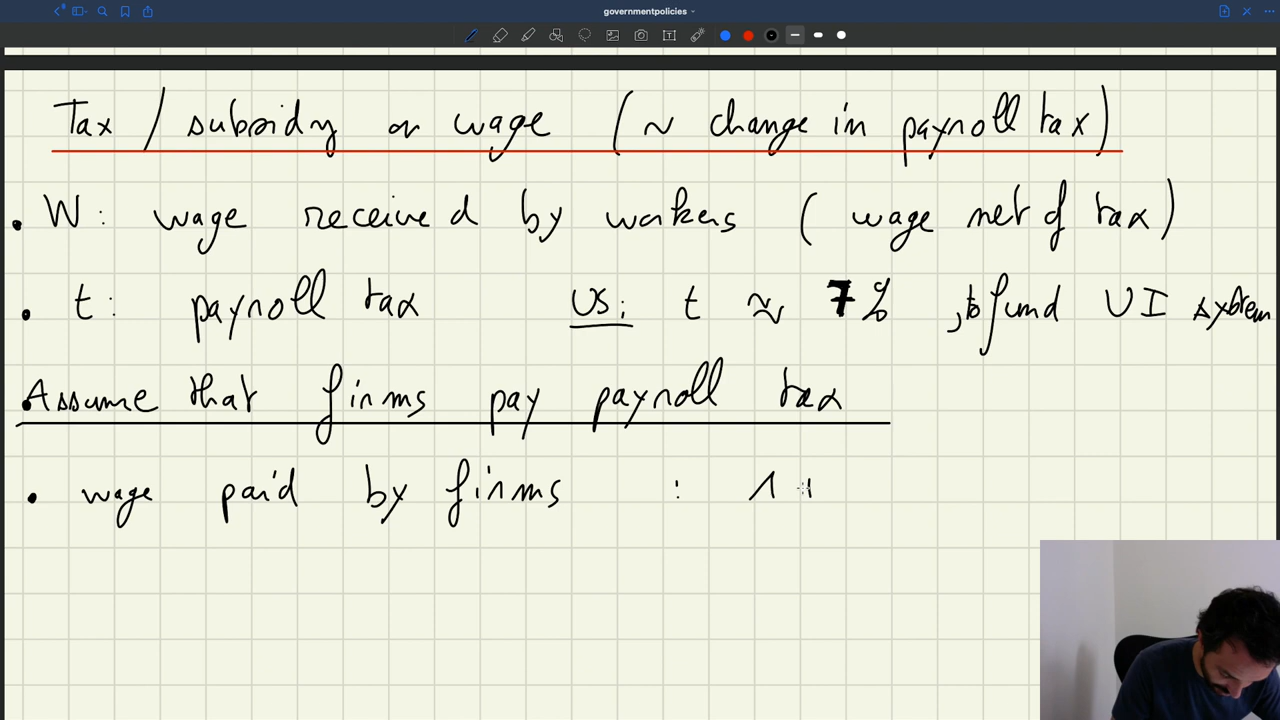 governmentpolicies
Tax / subsidy on wage (~ change in payroll tax)
• W: wage received by workers (wage net of tax)
• t: payroll tax US: t ≈ 7% , to fund UI system
• Assume that firms pay payroll tax
• wage paid by firms : 1 +